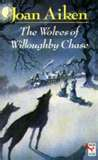 Joan Aiken
The Wolves of
Willoughby Chase